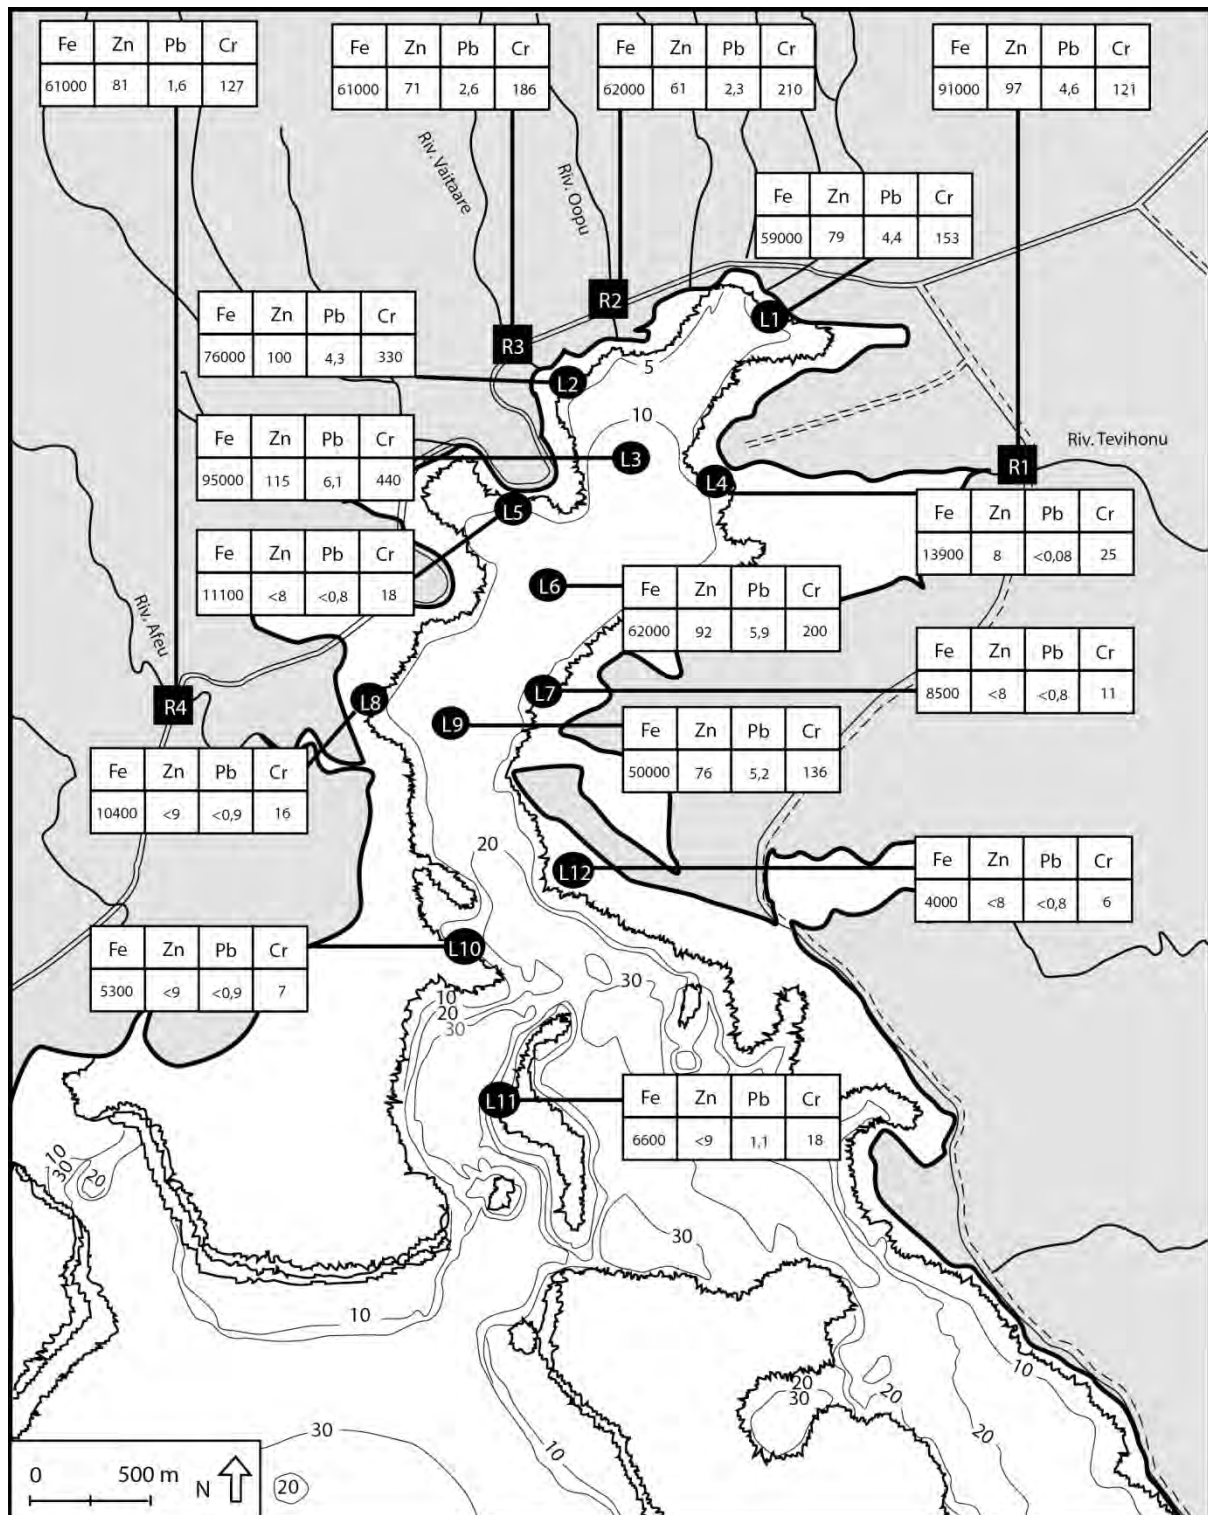 Fe Zn Pb Cr
61000 81 1,6 127
Fe Zn Pb Cr
61000 71 2,6 186
Fe Zn Pb Cr
62000 61 2,3 210
Fe Zn Pb Cr
91000 97 4,6 121
Riv. Vaitaare
Riv. Oopu
Fe Zn Pb Cr
59000 79 4,4 153
R2
L1
R3
Fe Zn Pb Cr
76000 100 4,3 330
5
L2
10
Fe Zn Pb Cr
95000 115 6,1 440
L3
Riv. Tevihonu
R1
L4
L5
Fe Zn Pb Cr
13900 8 <0,08 25
Fe Zn Pb Cr
11100 <8 <0,8 18
L6
Fe Zn Pb Cr
62000 92 5,9 200
Riv. Afeu
Fe Zn Pb Cr
8500 <8 <0,8 11
L7
L8
R4
L9
Fe Zn Pb Cr
50000 76 5,2 136
Fe Zn Pb Cr
10400 <9 <0,9 16
20
L12
Fe Zn Pb Cr
4000 <8 <0,8 6
Fe Zn Pb Cr
5300 <9 <0,9 7
L10
30
10
20
30
L11
Fe Zn Pb Cr
6600 <9 1,1 18
10
30
20
30
10
10
20
30
20
10
20
30
0 500 m N
20